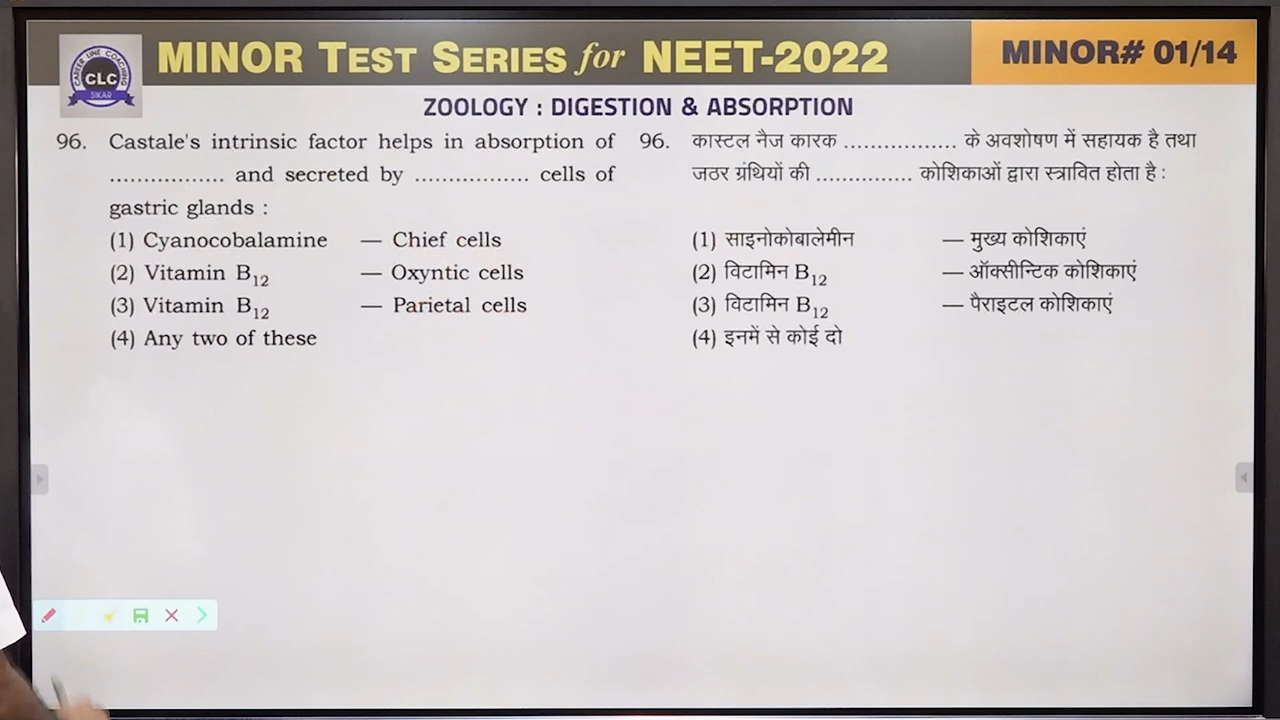 MINOR TEST SERIES for NEET-2022
MINOR# 01/14
CAREER LINE COACHING
CLC
SIKAR
ZOOLOGY : DIGESTION & ABSORPTION
96. Castale's intrinsic factor helps in absorption of
................. and secreted by ................. cells of
gastric glands :
(1) Cyanocobalamine — Chief cells
(2) Vitamin B12 — Oxyntic cells
(3) Vitamin B12 — Parietal cells
(4) Any two of these
96. कास्टल नैज कारक ................. के अवशोषण में सहायक है तथा
जठर ग्रंथियों की ............... कोशिकाओं द्वारा स्त्रावित होता है :
(1) साइनोकोबालेमीन — मुख्य कोशिकाएं
(2) विटामिन B12 — ऑक्सीन्टिक कोशिकाएं
(3) विटामिन B12 — पैराइटल कोशिकाएं
(4) इनमें से कोई दो